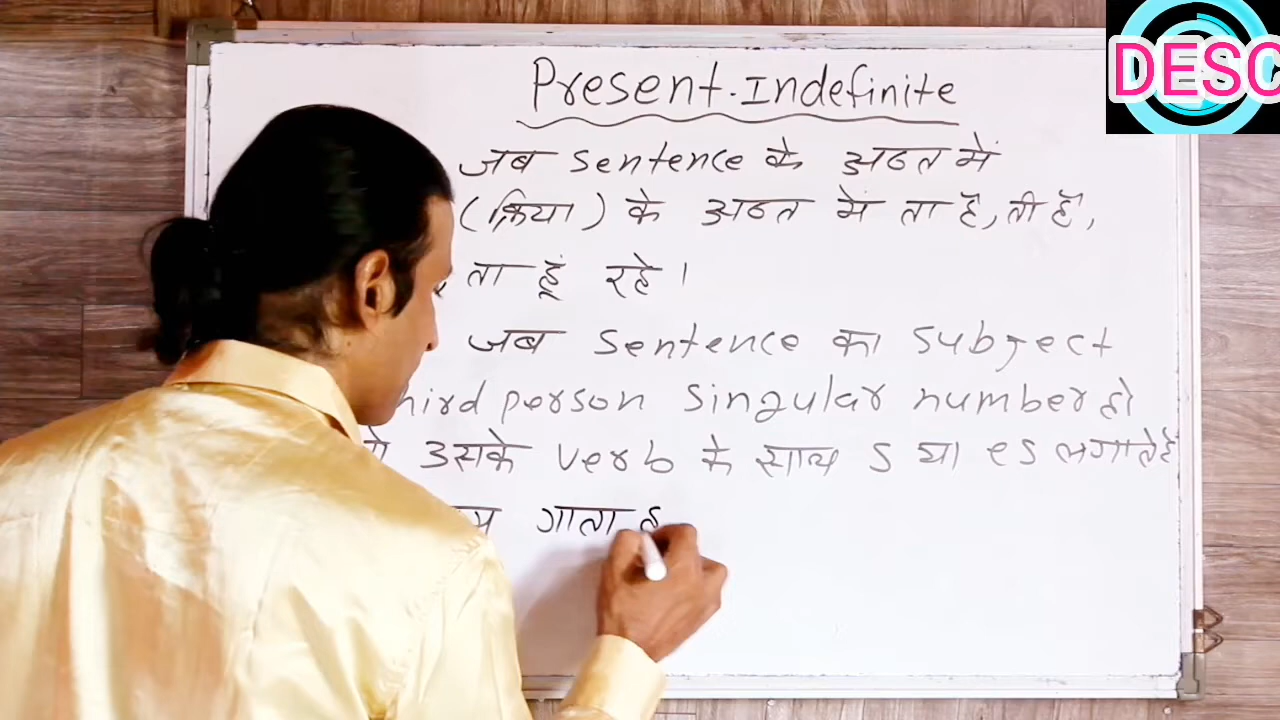 DESC
Present. Indefinite
जब sentence के अन्त में
(क्रिया) के अन्त में ता है, ती है,
ता हूं रहे।
जब sentence का subject
hird person singular number हो
उसके verb के साथ s या es लगाते हैं
गाता ह